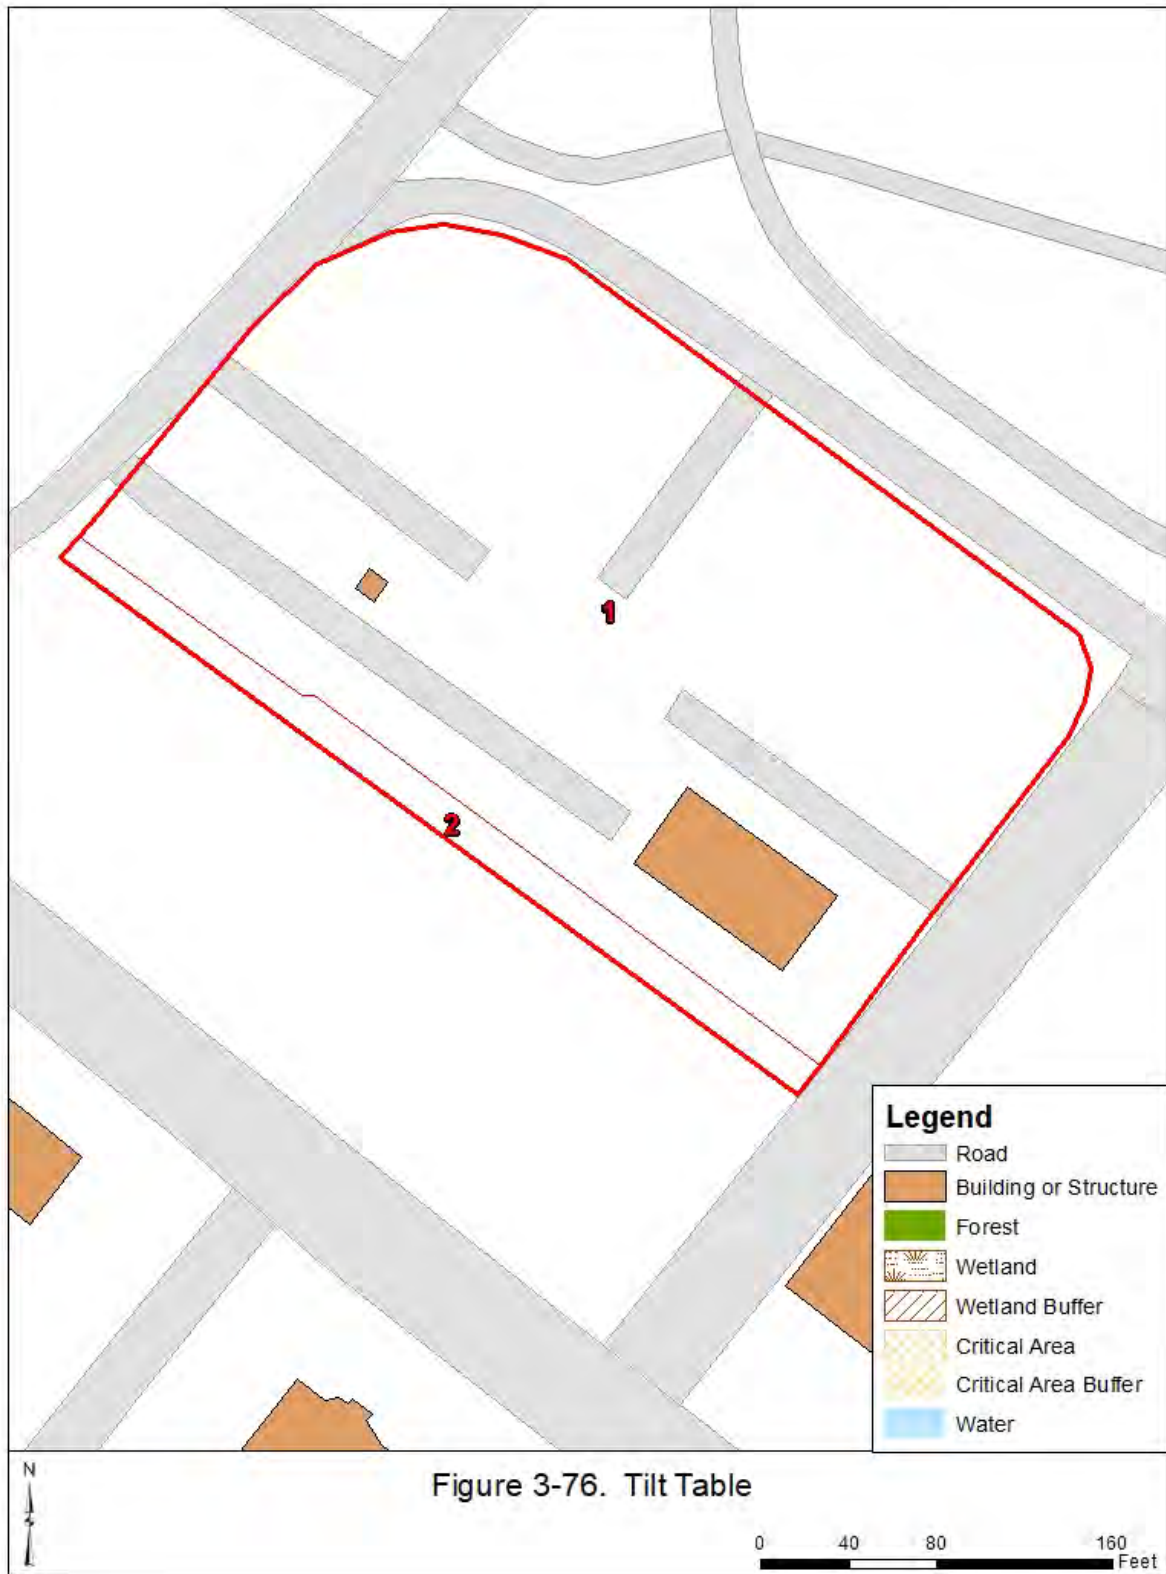 1
2
Legend
Road
Building or Structure
Forest
Wetland
Wetland Buffer
Critical Area
Critical Area Buffer
Water
N
Figure 3-76. Tilt Table
0 40 80 160
Feet